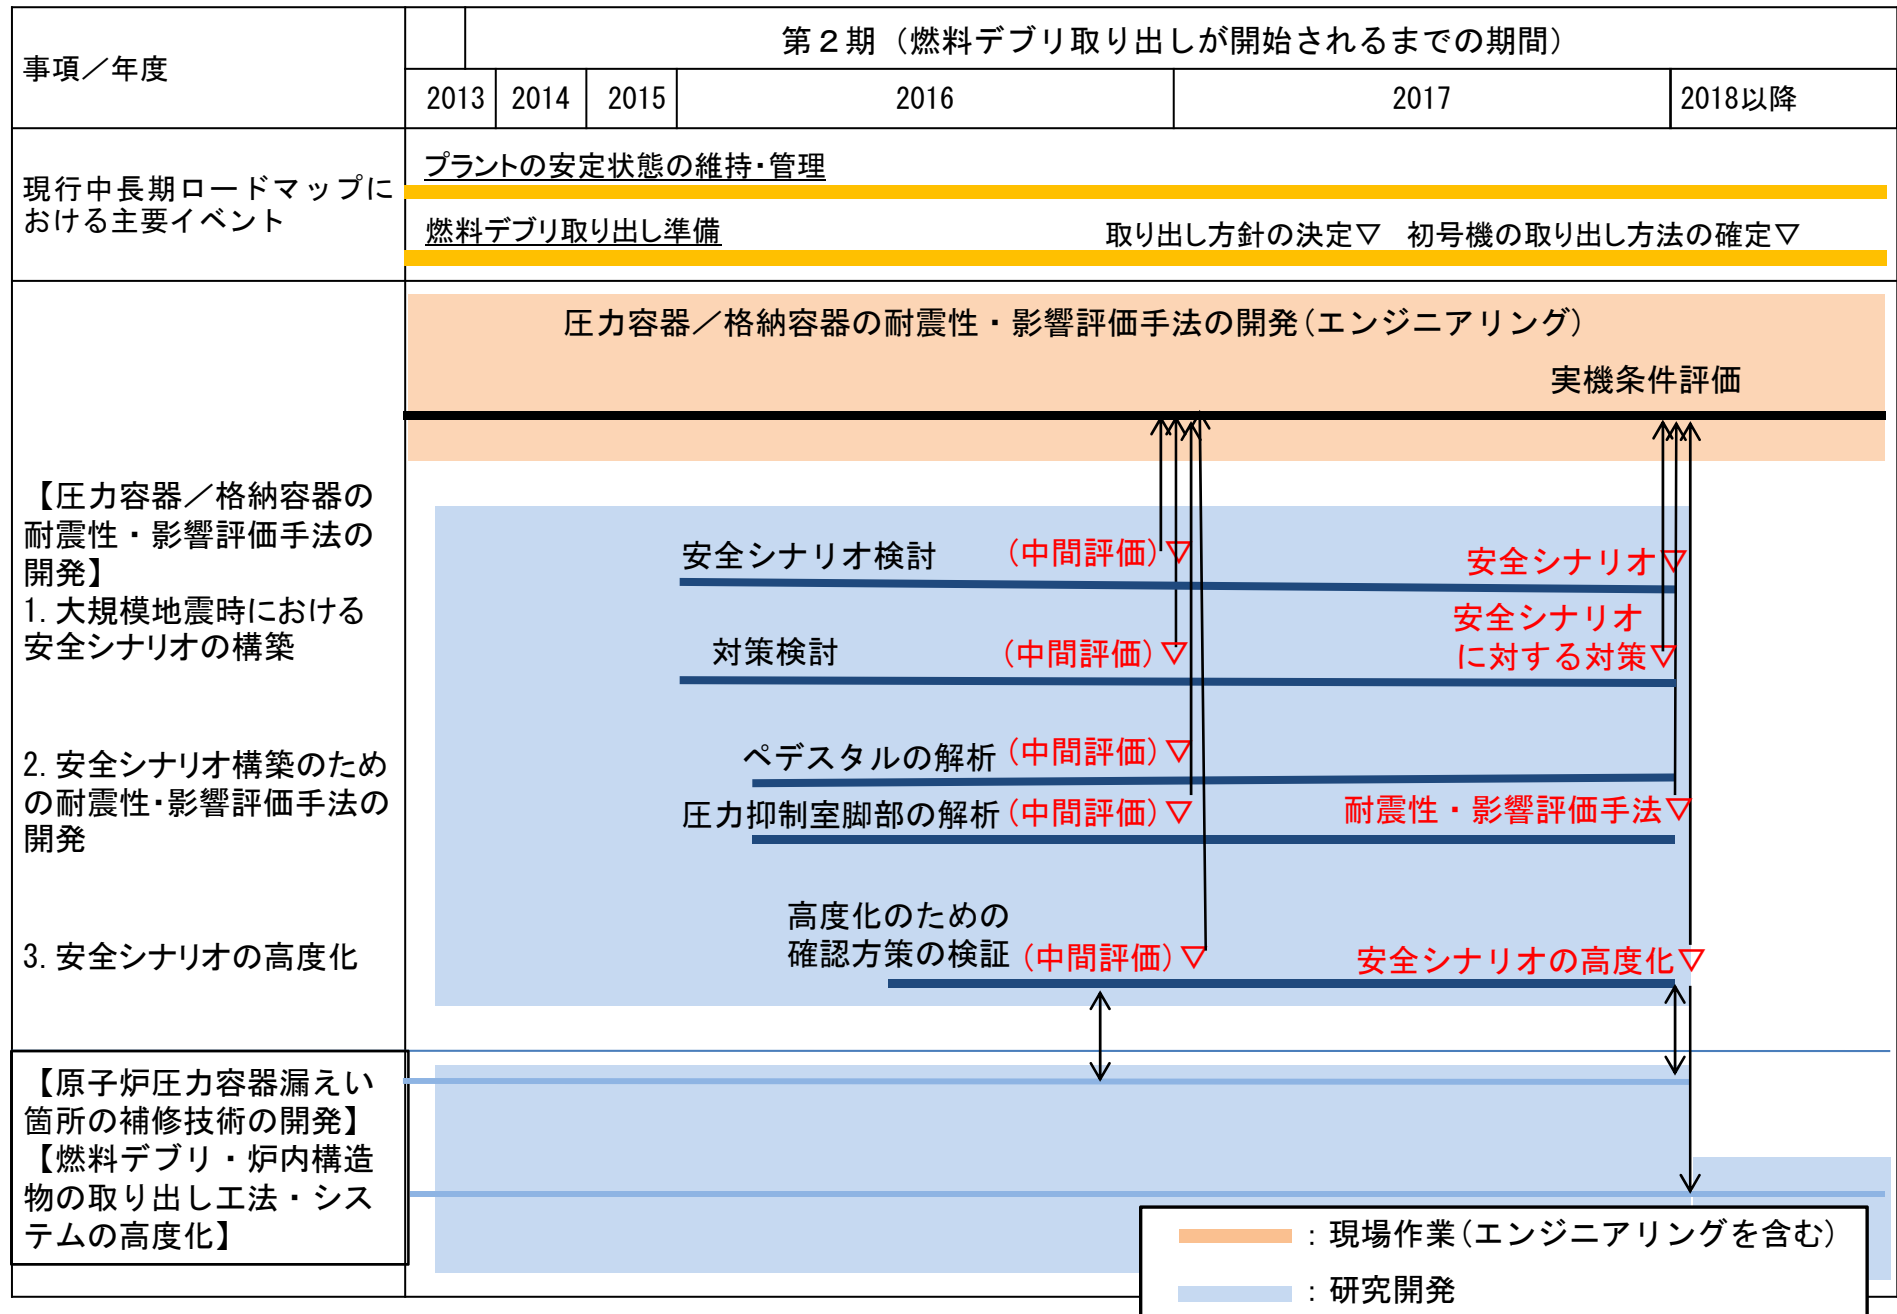 事項／年度
第２期（燃料デブリ取り出しが開始されるまでの期間）
2013
2014
2015
2016
2017
2018以降
現行中長期ロードマップに
おける主要イベント
プラントの安定状態の維持・管理
燃料デブリ取り出し準備
取り出し方針の決定▽
初号機の取り出し方法の確定▽
圧力容器／格納容器の耐震性・影響評価手法の開発(エンジニアリング)
実機条件評価
【圧力容器／格納容器の
耐震性・影響評価手法の
開発】
1. 大規模地震時における
安全シナリオの構築
安全シナリオ検討
(中間評価)▽
安全シナリオ▽
対策検討
(中間評価)▽
安全シナリオ
に対する対策▽
2. 安全シナリオ構築のため
の耐震性・影響評価手法の
開発
ペデスタルの解析
(中間評価)▽
圧力抑制室脚部の解析
(中間評価)▽
耐震性・影響評価手法▽
3. 安全シナリオの高度化
高度化のための
確認方策の検証
(中間評価)▽
安全シナリオの高度化▽
【原子炉圧力容器漏えい
箇所の補修技術の開発】
【燃料デブリ・炉内構造
物の取り出し工法・シス
テムの高度化】
：現場作業(エンジニアリングを含む)
：研究開発